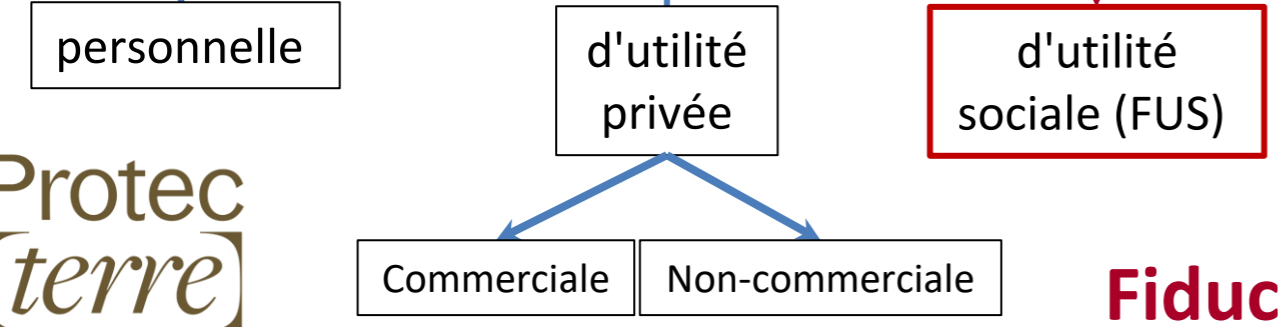 personnelle
d'utilité
privée
d'utilité
sociale (FUS)
Protec
terre
Commerciale
Non-commerciale
Fiduc